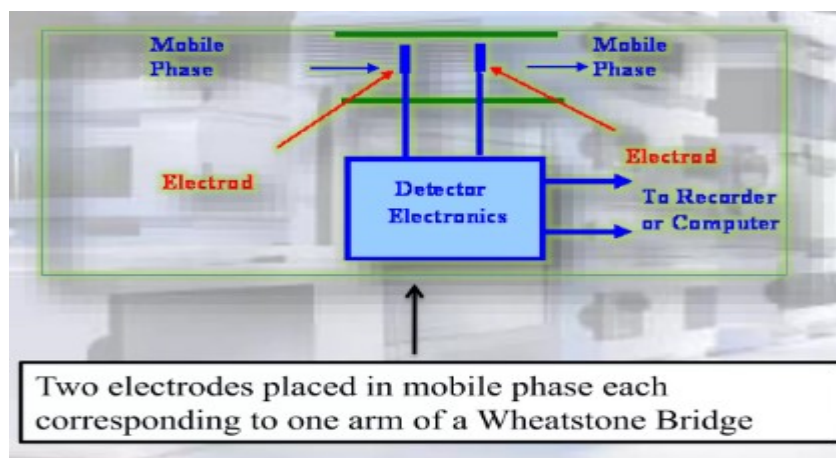 Mobile
Phase
Mobile
Phase
Electrod
Electrod
Detector
Electronics
To Recorder
or Computer
Two electrodes placed in mobile phase each
corresponding to one arm of a Wheatstone Bridge